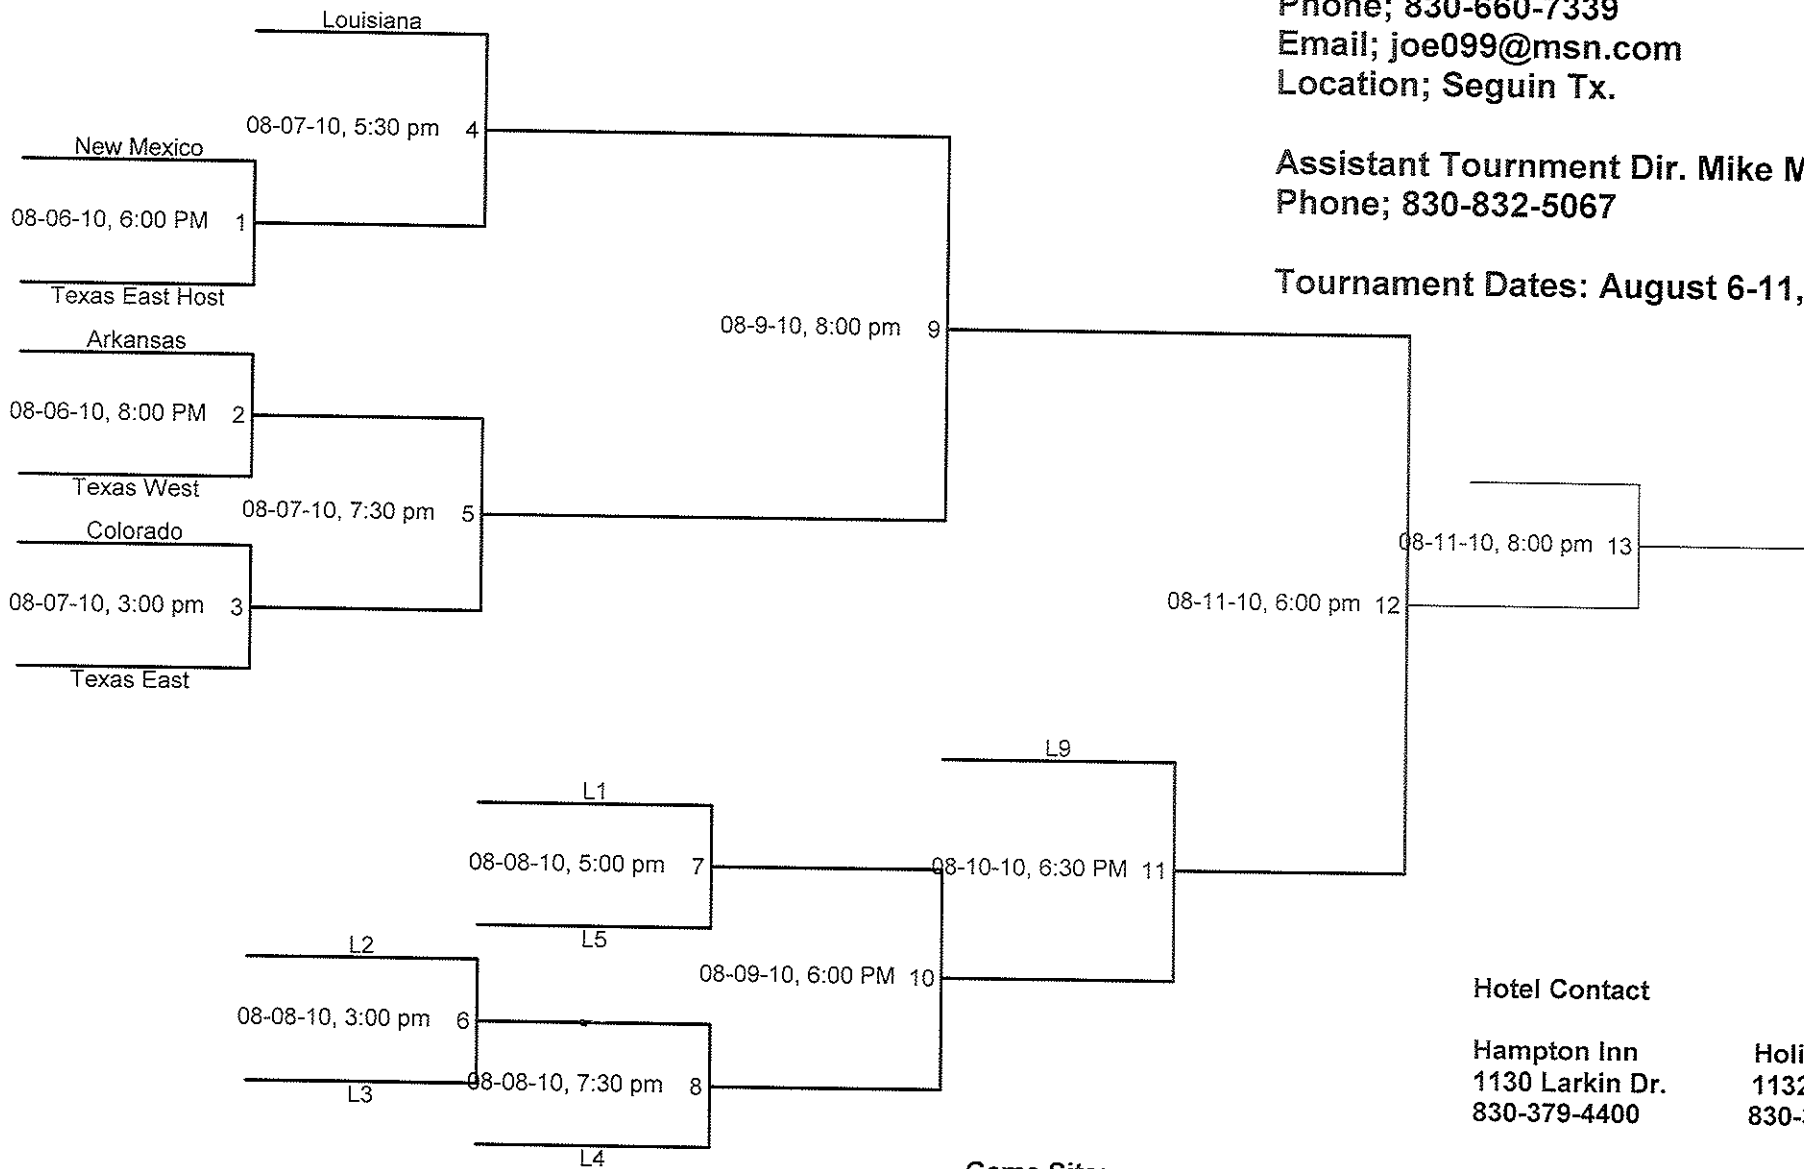 Phone; 830-660-7339
Email; joe099@msn.com
Location; Seguin Tx.
Assistant Tournment Dir. Mike M
Phone; 830-832-5067
Tournament Dates: August 6-11,
Louisiana
08-07-10, 5:30 pm 4
New Mexico
08-06-10, 6:00 PM 1
Texas East Host
Arkansas
08-06-10, 8:00 PM 2
Texas West
08-07-10, 7:30 pm 5
Colorado
08-07-10, 3:00 pm 3
Texas East
08-9-10, 8:00 pm 9
08-11-10, 8:00 pm 13
08-11-10, 6:00 pm 12
L9
L1
08-08-10, 5:00 pm 7
08-10-10, 6:30 PM 11
L5
L2
08-09-10, 6:00 PM 10
08-08-10, 3:00 pm 6
L3
08-08-10, 7:30 pm 8
L4
Hotel Contact
Hampton Inn Holi
1130 Larkin Dr. 1132
830-379-4400 830-